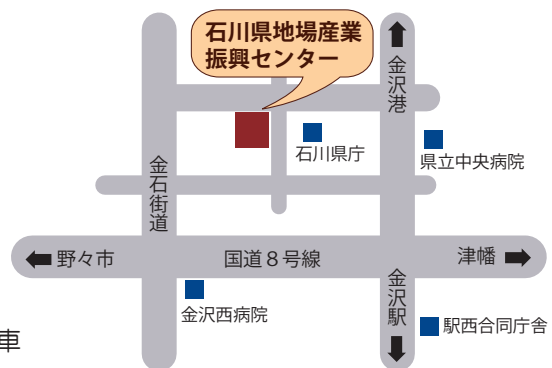 石川県地場産業
振興センター
金沢港
石川県庁
県立中央病院
金石街道
野々市
国道８号線
津幡
金沢駅
金沢西病院
駅西合同庁舎
車